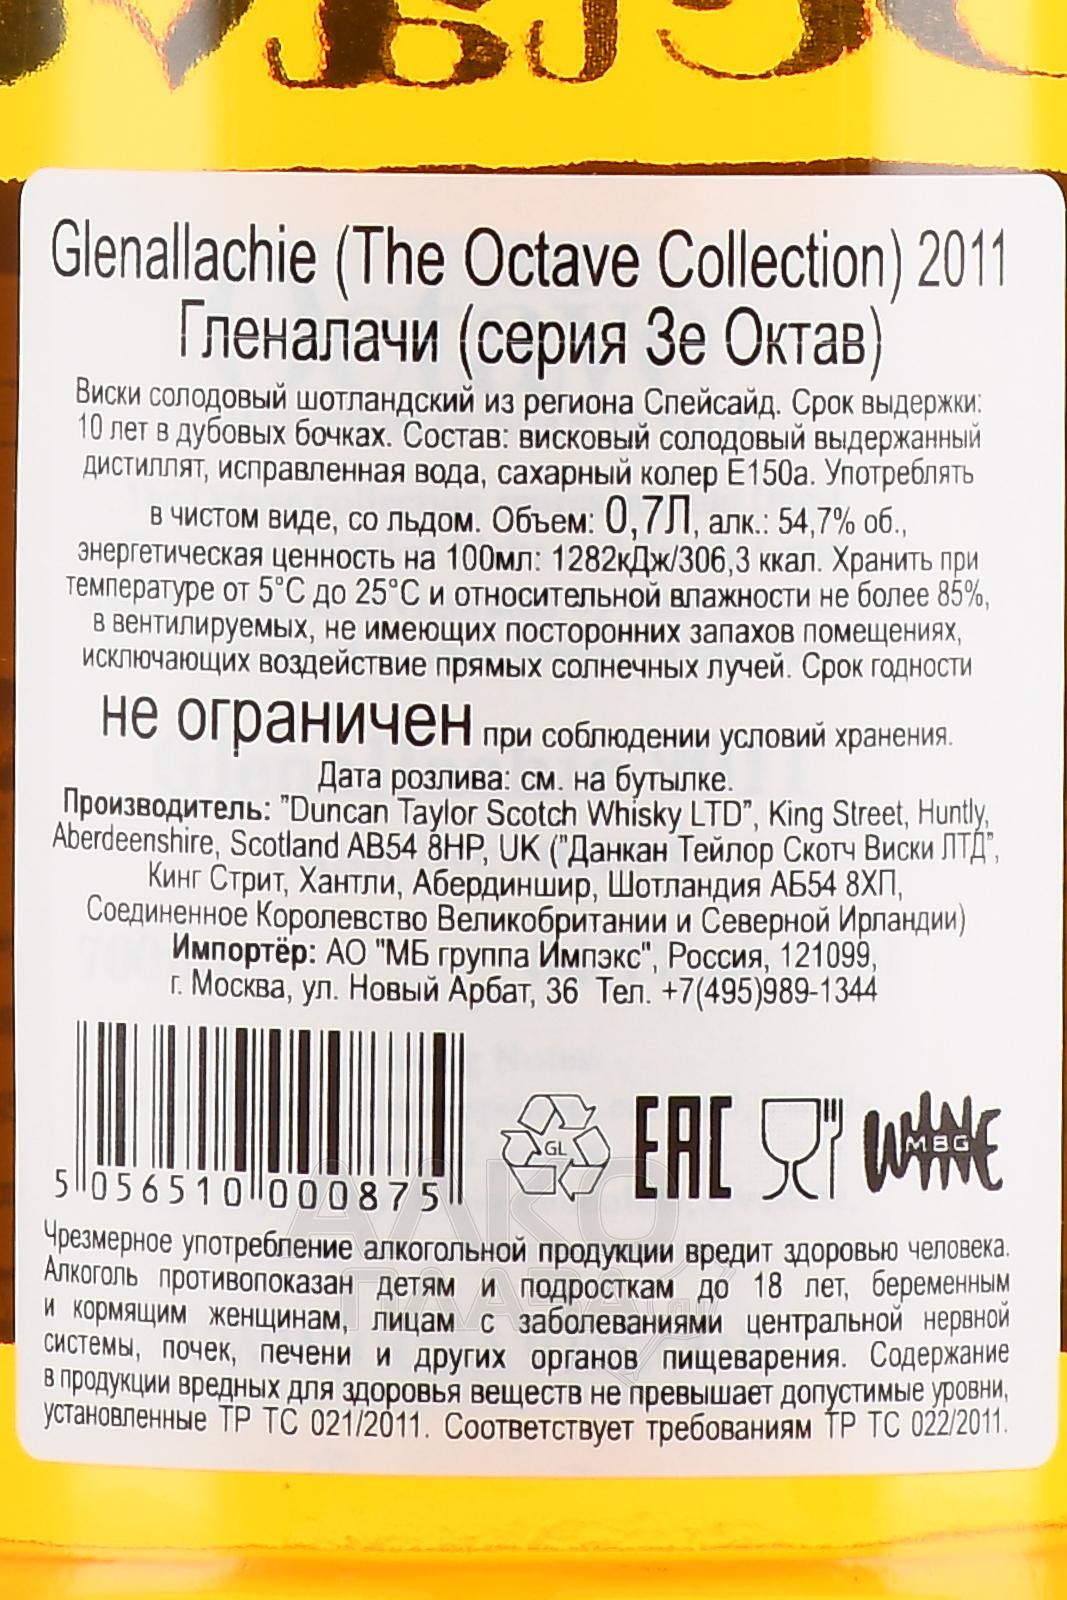 Glenallachie (The Octave Collection) 2011
Гленалачи (серия Зе Октав)
Виски солодовый шотландский из региона Спейсайд. Срок выдержки:
10 лет в дубовых бочках. Состав: висковый солодовый выдержанный
дистиллят, исправленная вода, сахарный колер Е150а. Употреблять
в чистом виде, со льдом. Объем: 0,7Л, алк.: 54,7% об.,
энергетическая ценность на 100мл: 1282кДж/306,3 ккал. Хранить при
температуре от 5°С до 25°С и относительной влажности не более 85%,
в вентилируемых, не имеющих посторонних запахов помещениях,
исключающих воздействие прямых солнечных лучей. Срок годности
не ограничен при соблюдении условий хранения.
Дата розлива: см. на бутылке.
Производитель: "Duncan Taylor Scotch Whisky LTD", King Street, Huntly,
Aberdeenshire, Scotland AB54 8HP, UK ("Данкан Тейлор Скотч Виски ЛТД",
Кинг Стрит, Хантли, Абердиншир, Шотландия АБ54 8ХП,
Соединенное Королевство Великобритании и Северной Ирландии)
Импортёр: АО "МБ группа Импэкс", Россия, 121099,
г. Москва, ул. Новый Арбат, 36 Тел. +7(495)989-1344
GL
EAC
WINE
MBG
5 056510 000875
АЛКО
ПЛАЗА.ru
Чрезмерное употребление алкогольной продукции вредит здоровью человека.
Алкоголь противопоказан детям и подросткам до 18 лет, беременным
и кормящим женщинам, лицам с заболеваниями центральной нервной
системы, почек, печени и других органов пищеварения. Содержание
в продукции вредных для здоровья веществ не превышает допустимые уровни,
установленные ТР ТС 021/2011. Соответствует требованиям ТР ТС 022/2011.